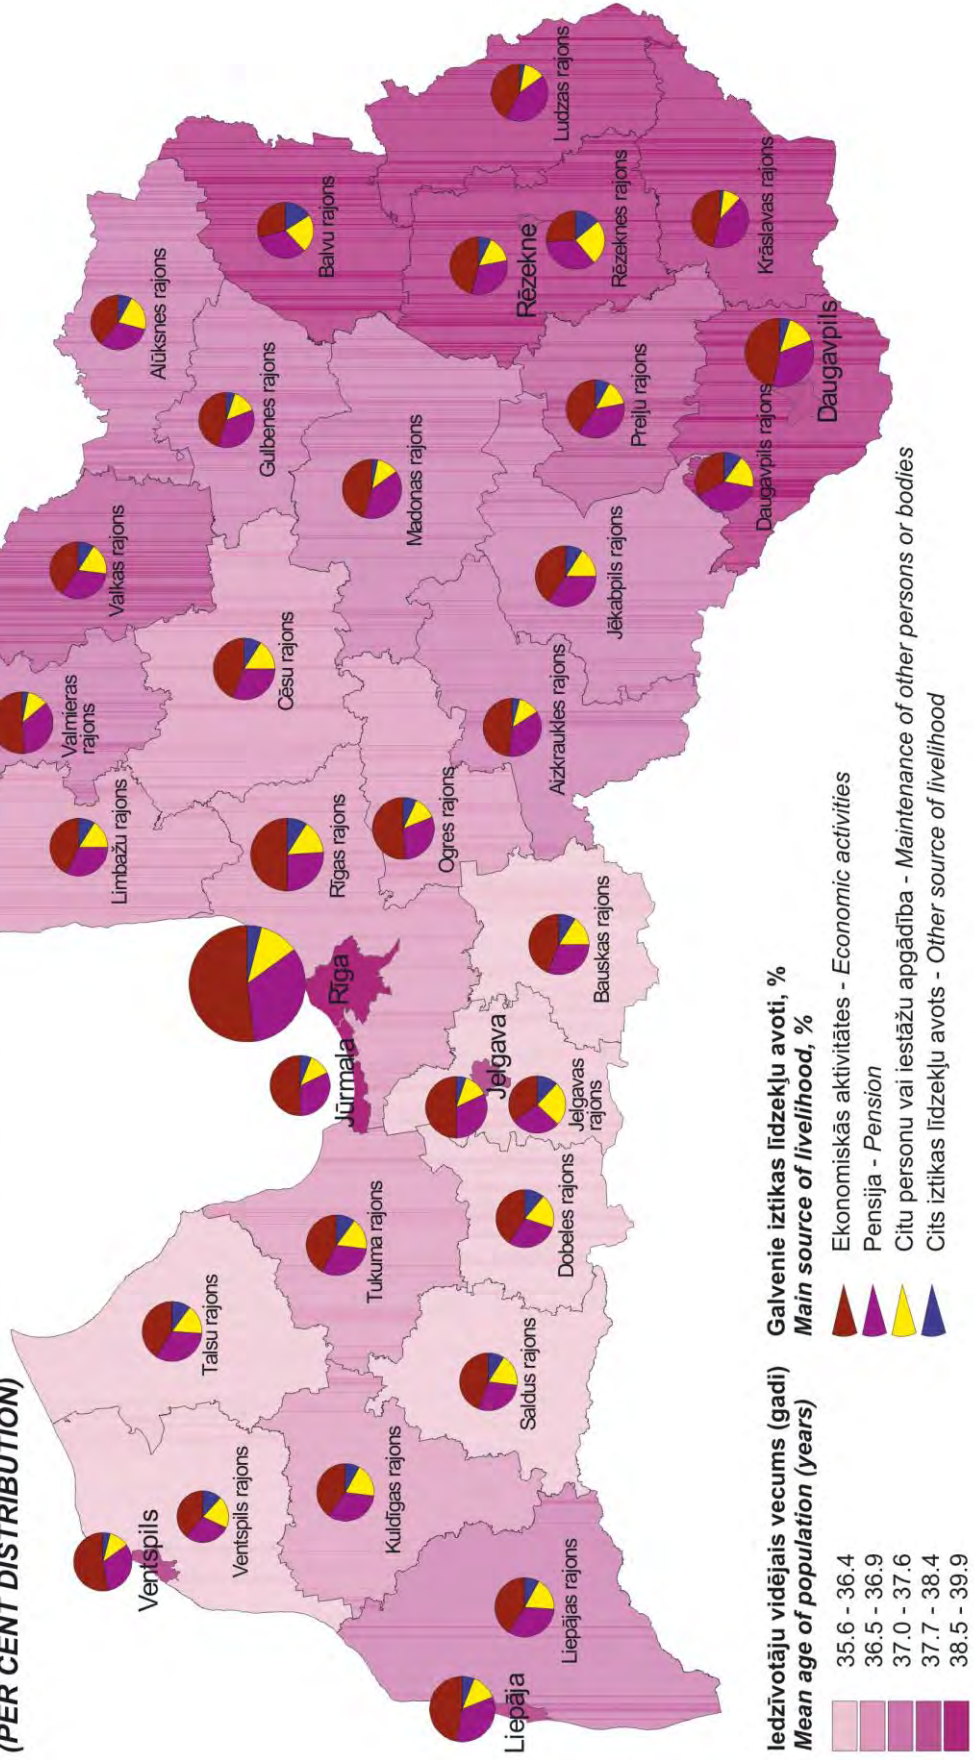 (PER CENT DISTRIBUTION)
Ventspils
Ventspils rajons
Talsu rajons
Kuldīgas rajons
Tukuma rajons
Liepāja
Liepājas rajons
Saldus rajons
Dobeles rajons
Jūrmala
Rīga
Jelgava
Jelgavas
rajons
Bauskas rajons
Limbažu rajons
Rīgas rajons
Ogres rajons
Valmieras
rajons
Cēsu rajons
Aizkraukles rajons
Valkas rajons
Jēkabpils rajons
Madonas rajons
Gulbenes rajons
Alūksnes rajons
Balvu rajons
Preiļu rajons
Rēzekne
Rēzeknes rajons
Ludzas rajons
Krāslavas rajons
Daugavpils rajons
Daugavpils
Iedzīvotāju vidējais vecums (gadi)
Mean age of population (years)
35.6 - 36.4
36.5 - 36.9
37.0 - 37.6
37.7 - 38.4
38.5 - 39.9
Galvenie iztikas līdzekļu avoti, %
Main source of livelihood, %
Ekonomiskās aktivitātes - Economic activities
Pensija - Pension
Citu personu vai iestāžu apgādība - Maintenance of other persons or bodies
Cits iztikas līdzekļu avots - Other source of livelihood